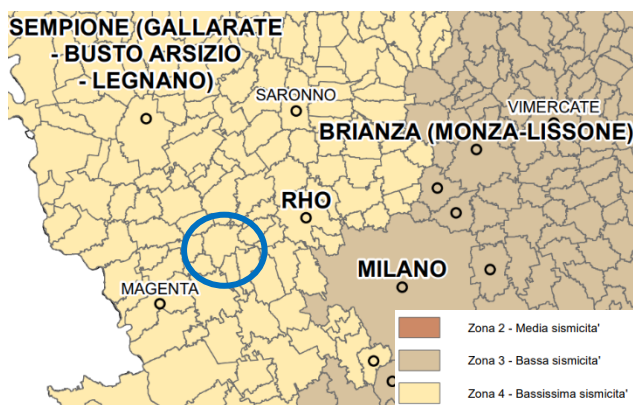 SEMPIONE (GALLARATE
- BUSTO ARSIZIO
- LEGNANO)
SARONNO
VIMERCATE
BRIANZA (MONZA-LISSONE)
RHO
MILANO
MAGENTA
Zona 2 - Media sismicita'
Zona 3 - Bassa sismicita'
Zona 4 - Bassissima sismicita'